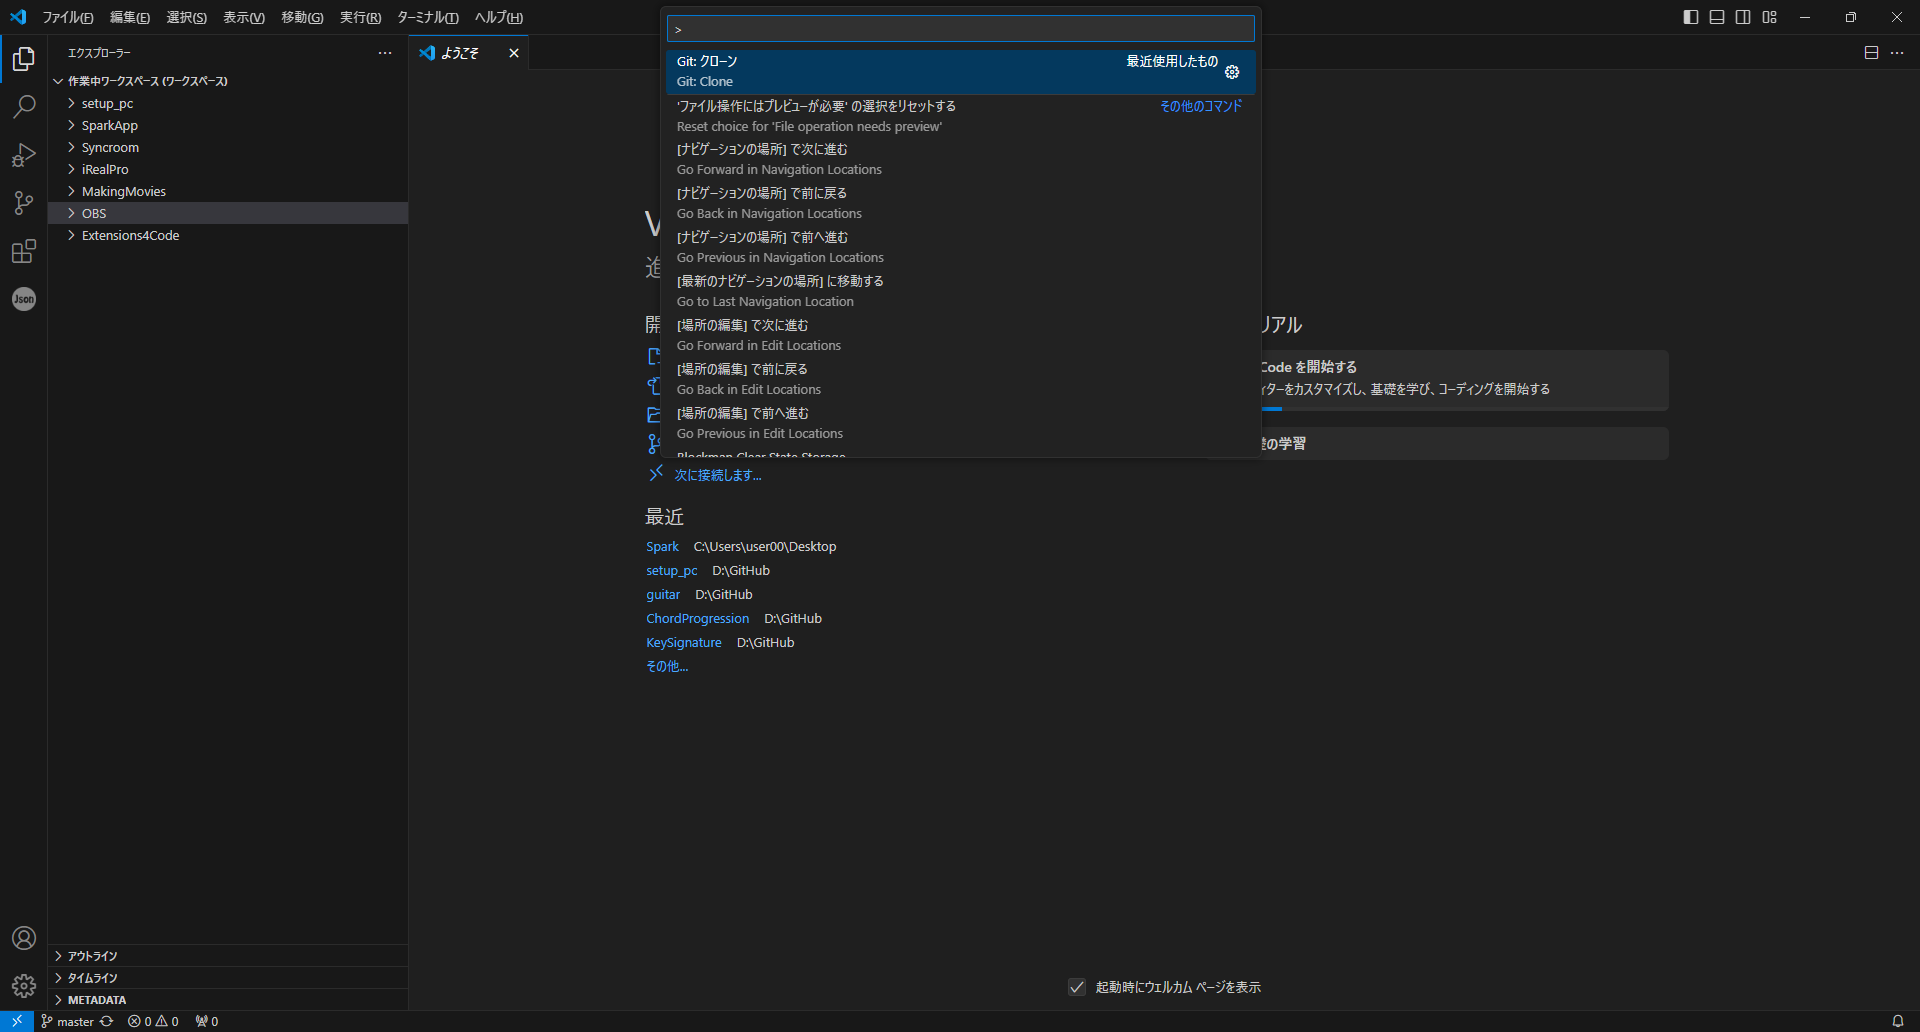 ファイル(F) 編集(E) 選択(S) 表示(V) 移動(G) 実行(R) ターミナル(T) ヘルプ(H)
>
エクスプローラー
ようこそ
作業中ワークスペース (ワークスペース)
setup_pc
SparkApp
Syncroom
iRealPro
MakingMovies
OBS
Extensions4Code
Json
アウトライン
タイムライン
METADATA
Git: クローン 最近使用したもの
Git: Clone
'ファイル操作にはプレビューが必要' の選択をリセットする その他のコマンド
Reset choice for 'File operation needs preview'
[ナビゲーションの場所] で次に進む
Go Forward in Navigation Locations
[ナビゲーションの場所] で前に戻る
Go Back in Navigation Locations
[ナビゲーションの場所] で前へ進む
Go Previous in Navigation Locations
[最新のナビゲーションの場所] に移動する
Go to Last Navigation Location
[場所の編集] で次に進む
Go Forward in Edit Locations
[場所の編集] で前に戻る
Go Back in Edit Locations
[場所の編集] で前へ進む
Go Previous in Edit Locations
Blockman Clear State Storage
進
開
次に接続します...
最近
Spark C:\Users\user00\Desktop
setup_pc D:\GitHub
guitar D:\GitHub
ChordProgression D:\GitHub
KeySignature D:\GitHub
その他...
リアル
Code を開始する
ィターをカスタマイズし、基礎を学び、コーディングを開始する
の学習
起動時にウェルカム ページを表示
master 0 0 0